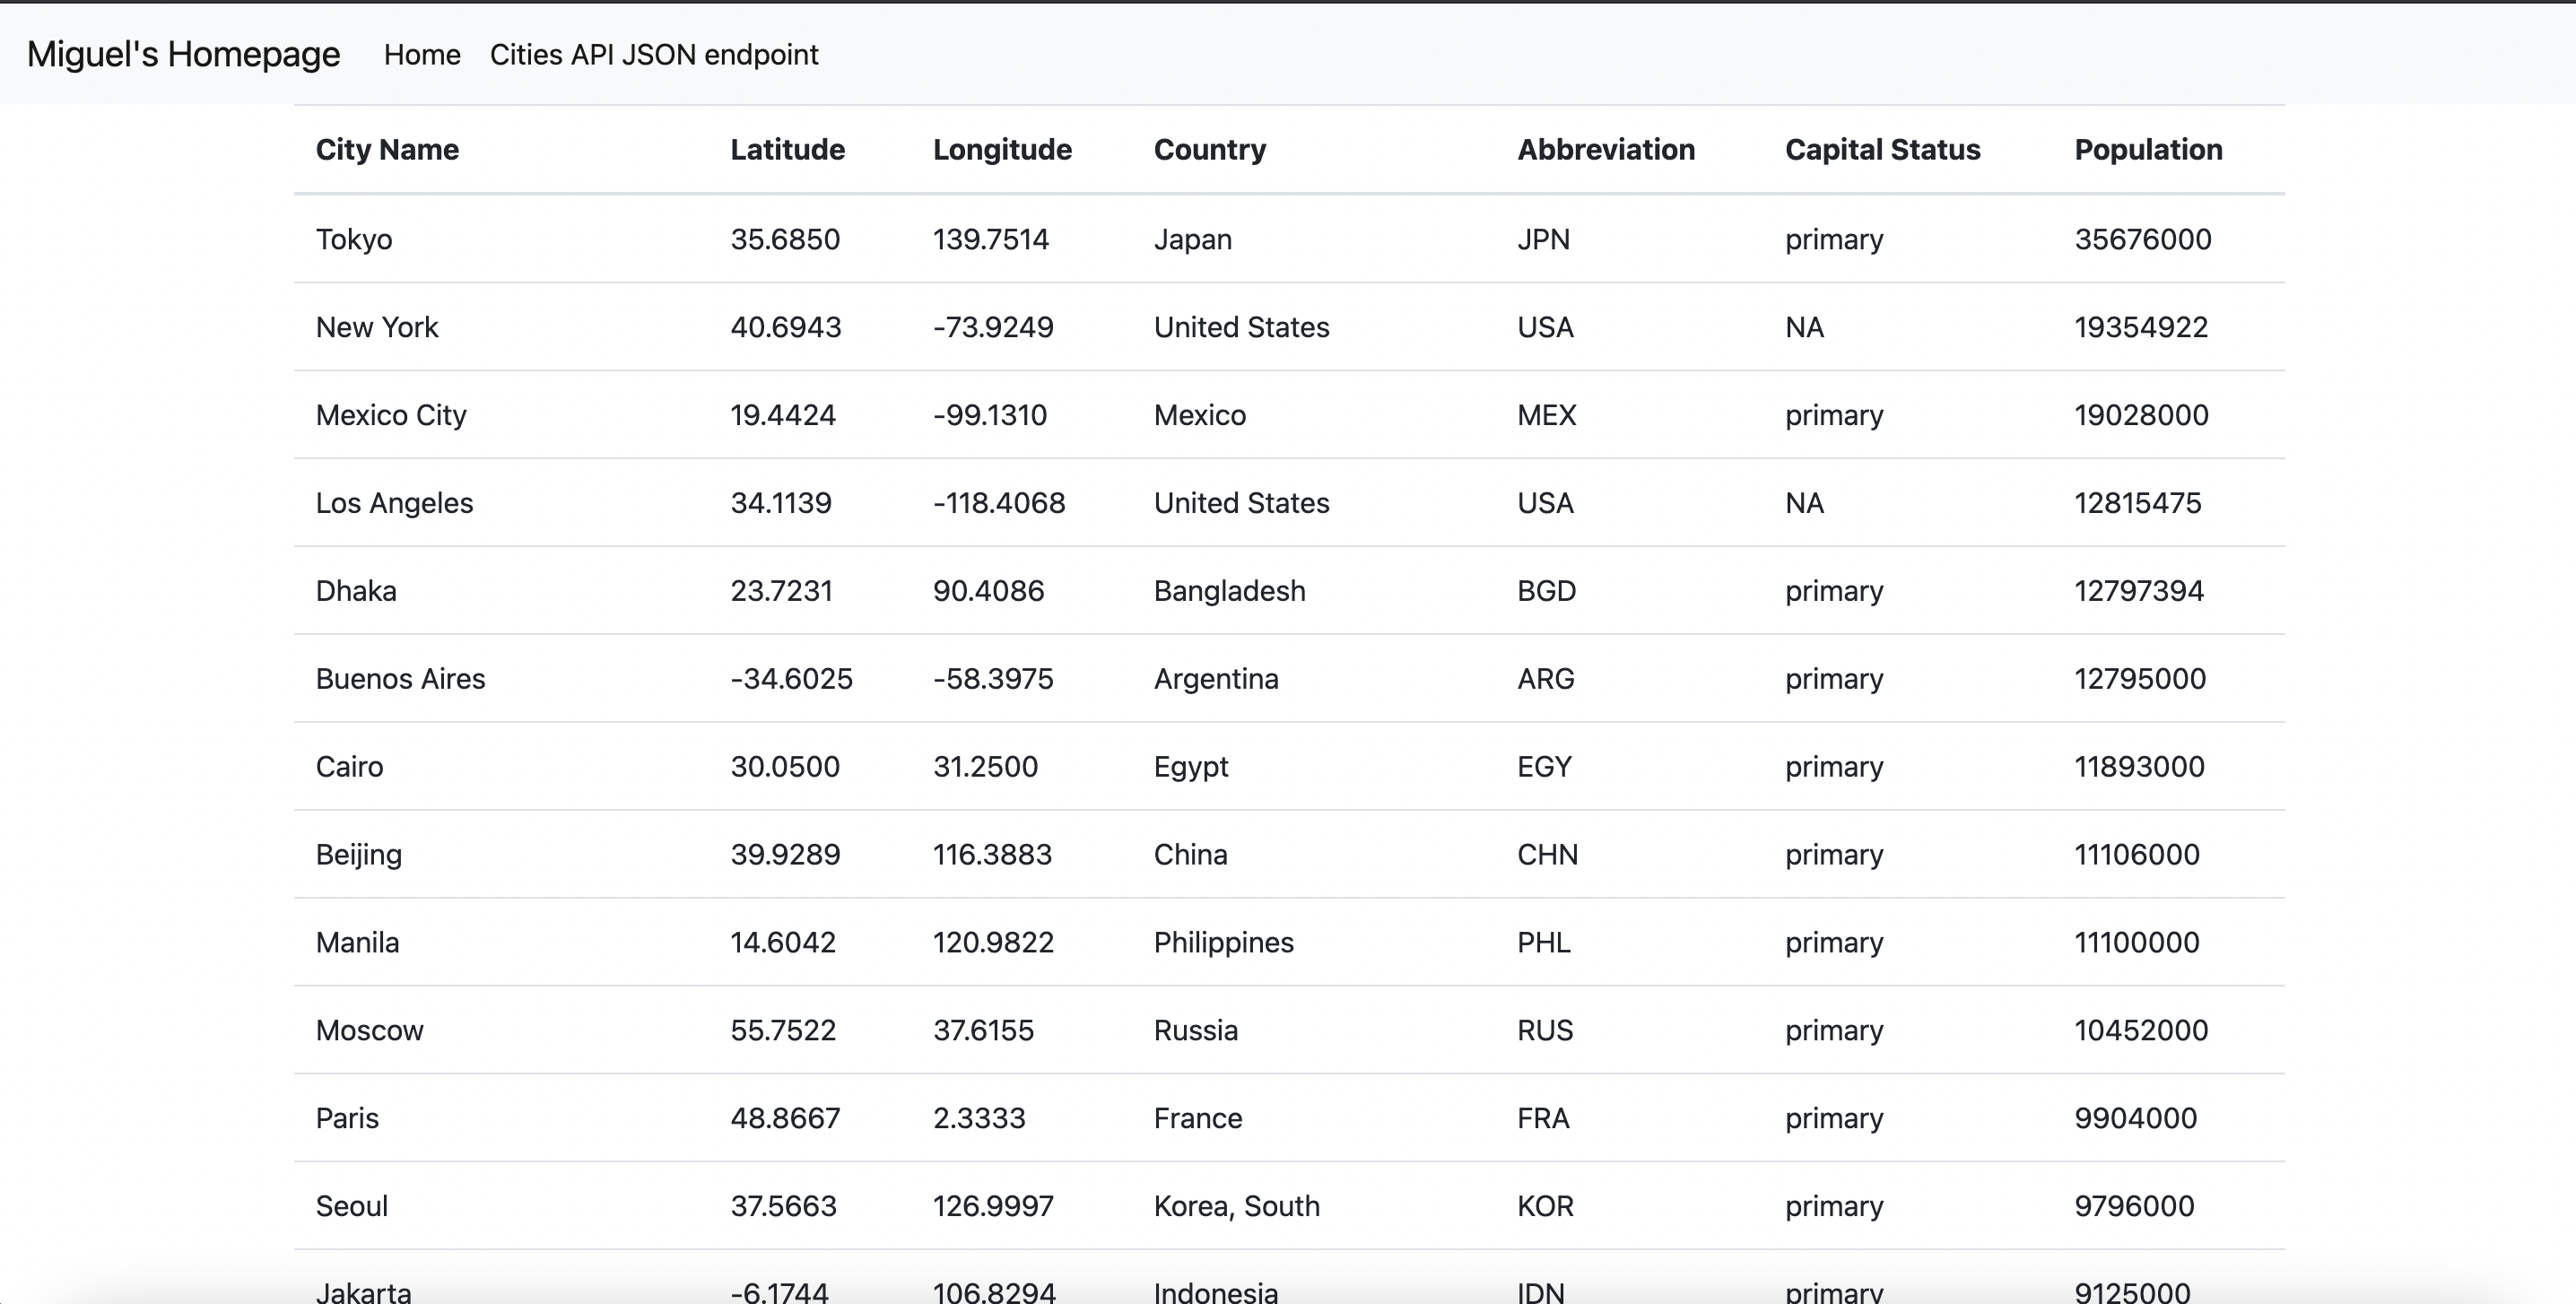 Miguel's Homepage Home Cities API JSON endpoint
City Name Latitude Longitude Country Abbreviation Capital Status Population
Tokyo 35.6850 139.7514 Japan JPN primary 35676000
New York 40.6943 -73.9249 United States USA NA 19354922
Mexico City 19.4424 -99.1310 Mexico MEX primary 19028000
Los Angeles 34.1139 -118.4068 United States USA NA 12815475
Dhaka 23.7231 90.4086 Bangladesh BGD primary 12797394
Buenos Aires -34.6025 -58.3975 Argentina ARG primary 12795000
Cairo 30.0500 31.2500 Egypt EGY primary 11893000
Beijing 39.9289 116.3883 China CHN primary 11106000
Manila 14.6042 120.9822 Philippines PHL primary 11100000
Moscow 55.7522 37.6155 Russia RUS primary 10452000
Paris 48.8667 2.3333 France FRA primary 9904000
Seoul 37.5663 126.9997 Korea, South KOR primary 9796000
Jakarta -6.1744 106.8294 Indonesia IDN primary 9125000